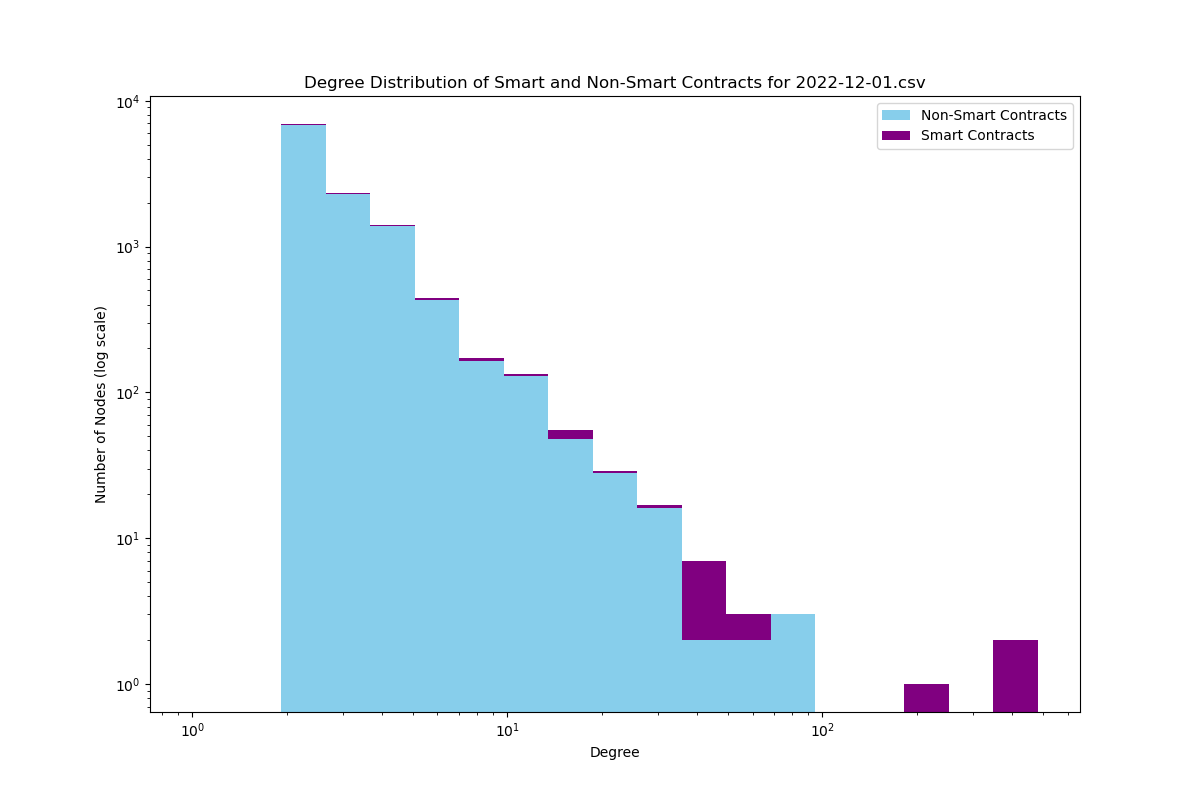 Degree Distribution of Smart and Non-Smart Contracts for 2022-12-01.csv
Non-Smart Contracts
Smart Contracts
Number of Nodes (log scale)
10⁴
10³
10²
10¹
10⁰
10⁰ 10¹ 10²
Degree